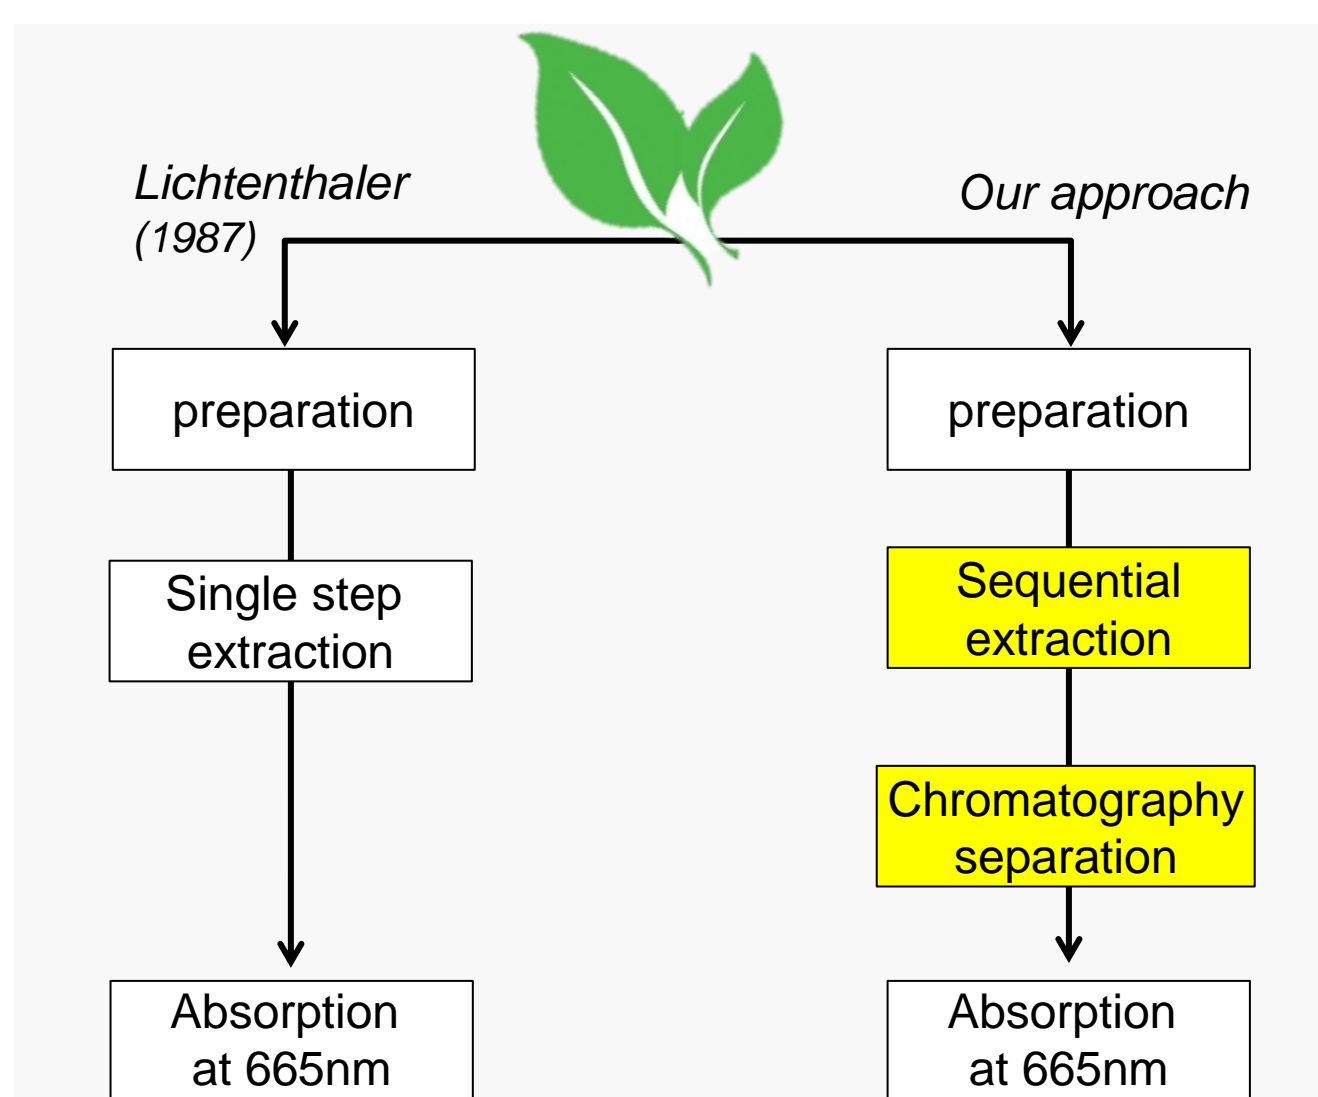 Lichtenthaler
(1987)
Our approach
preparation
preparation
Single step
extraction
Sequential
extraction
Chromatography
separation
Absorption
at 665nm
Absorption
at 665nm